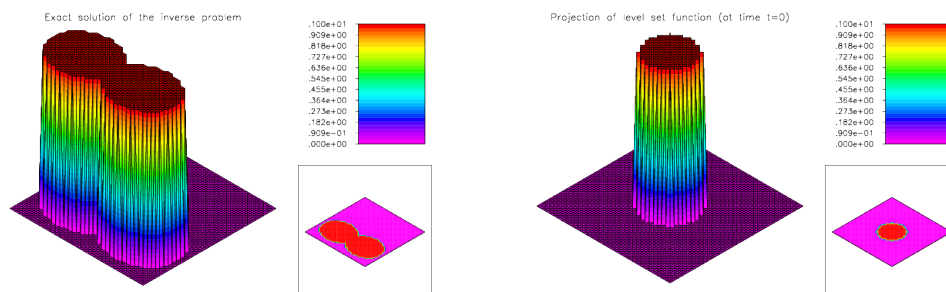 Exact solution of the inverse problem
.100e+01
.909e+00
.818e+00
.727e+00
.636e+00
.545e+00
.455e+00
.364e+00
.273e+00
.182e+00
.909e-01
.000e+00
Projection of level set function (at time t=0)
.100e+01
.909e+00
.818e+00
.727e+00
.636e+00
.545e+00
.455e+00
.364e+00
.273e+00
.182e+00
.909e-01
.000e+00